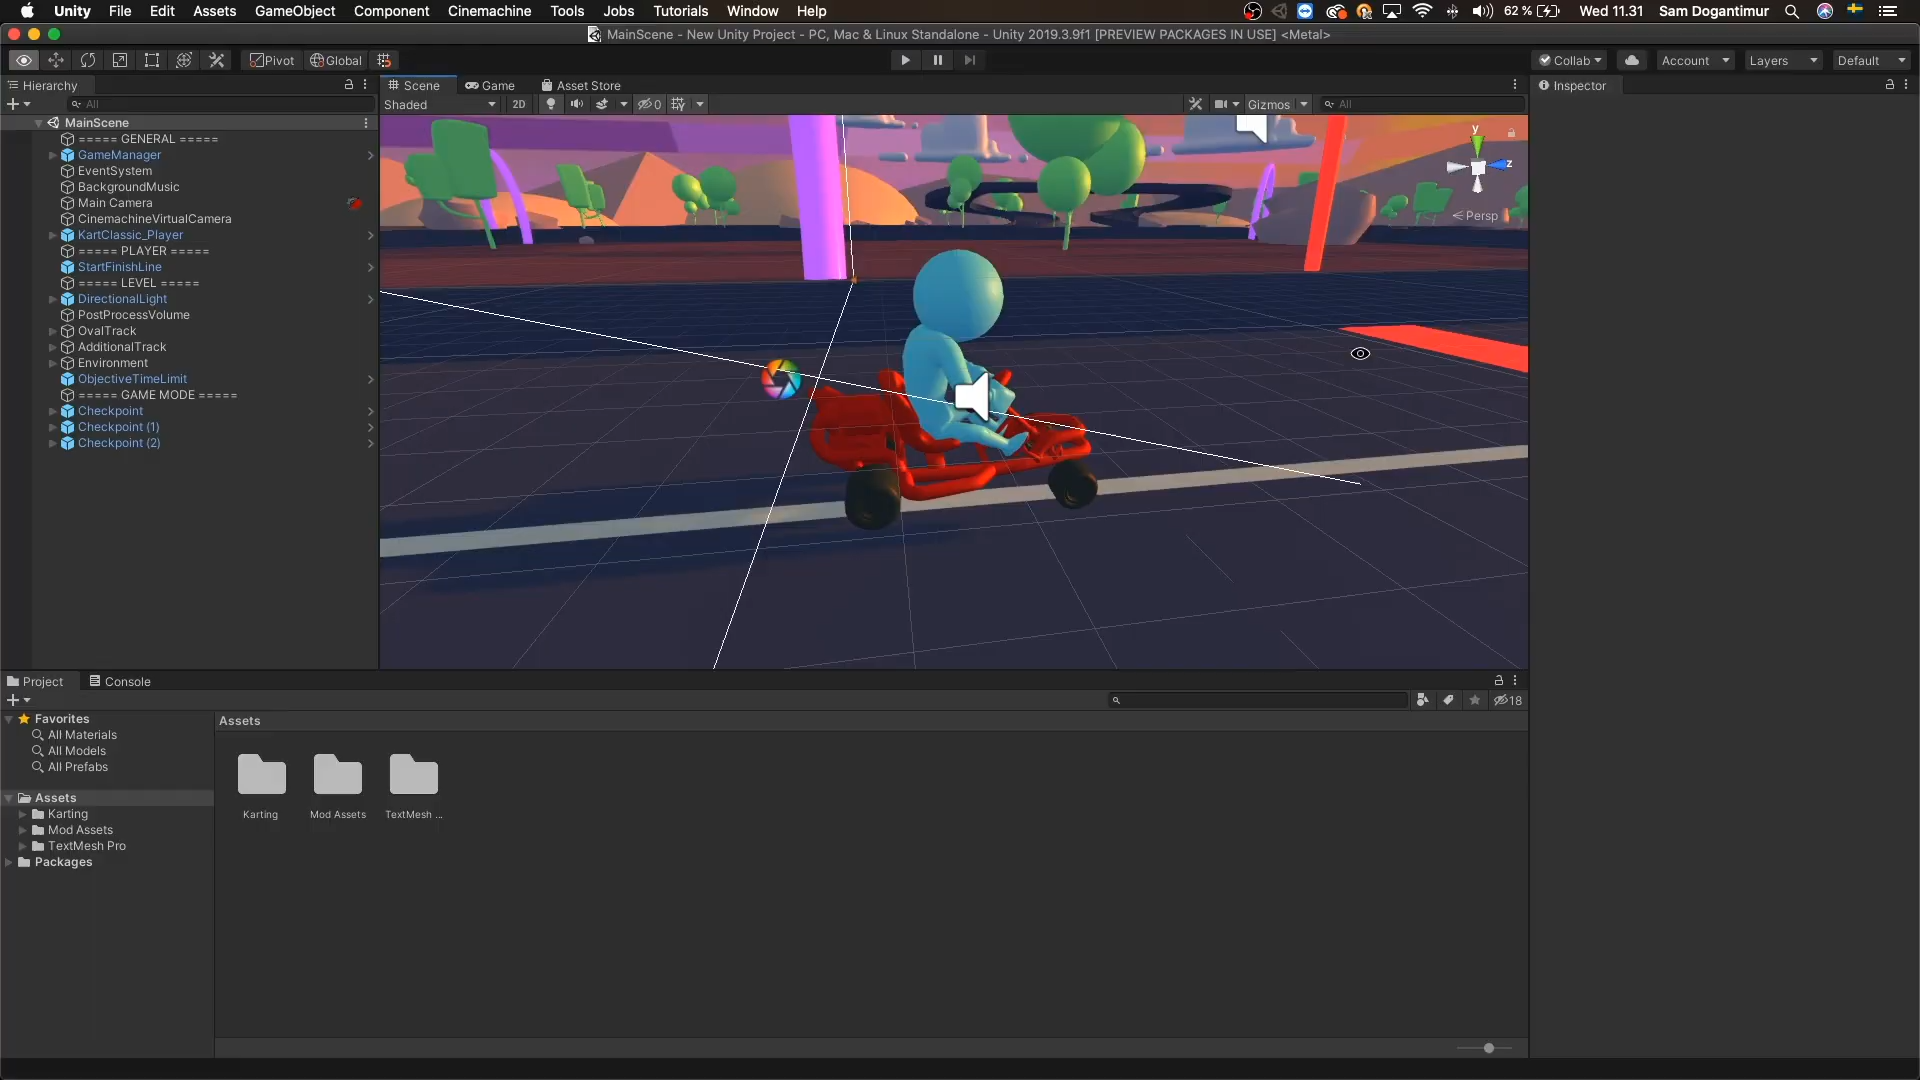 Unity File Edit Assets GameObject Component Cinemachine Tools Jobs Tutorials Window Help 62 % Wed 11.31 Sam Dogantimur
MainScene - New Unity Project - PC, Mac & Linux Standalone - Unity 2019.3.9f1 [PREVIEW PACKAGES IN USE] <Metal>
Pivot Global Collab Account Layers Default
Hierarchy Scene Game Asset Store Inspector
All Shaded 2D 0 Gizmos All
MainScene
===== GENERAL =====
GameManager
EventSystem
BackgroundMusic
Main Camera
CinemachineVirtualCamera
KartClassic_Player
===== PLAYER =====
StartFinishLine
===== LEVEL =====
DirectionalLight
PostProcessVolume
OvalTrack
AdditionalTrack
Environment
ObjectiveTimeLimit
===== GAME MODE =====
Checkpoint
Checkpoint (1)
Checkpoint (2)
y
z
Persp
Project Console
18
Favorites
All Materials
All Models
All Prefabs
Assets
Karting
Mod Assets
TextMesh Pro
Packages
Assets
Karting Mod Assets TextMesh ...